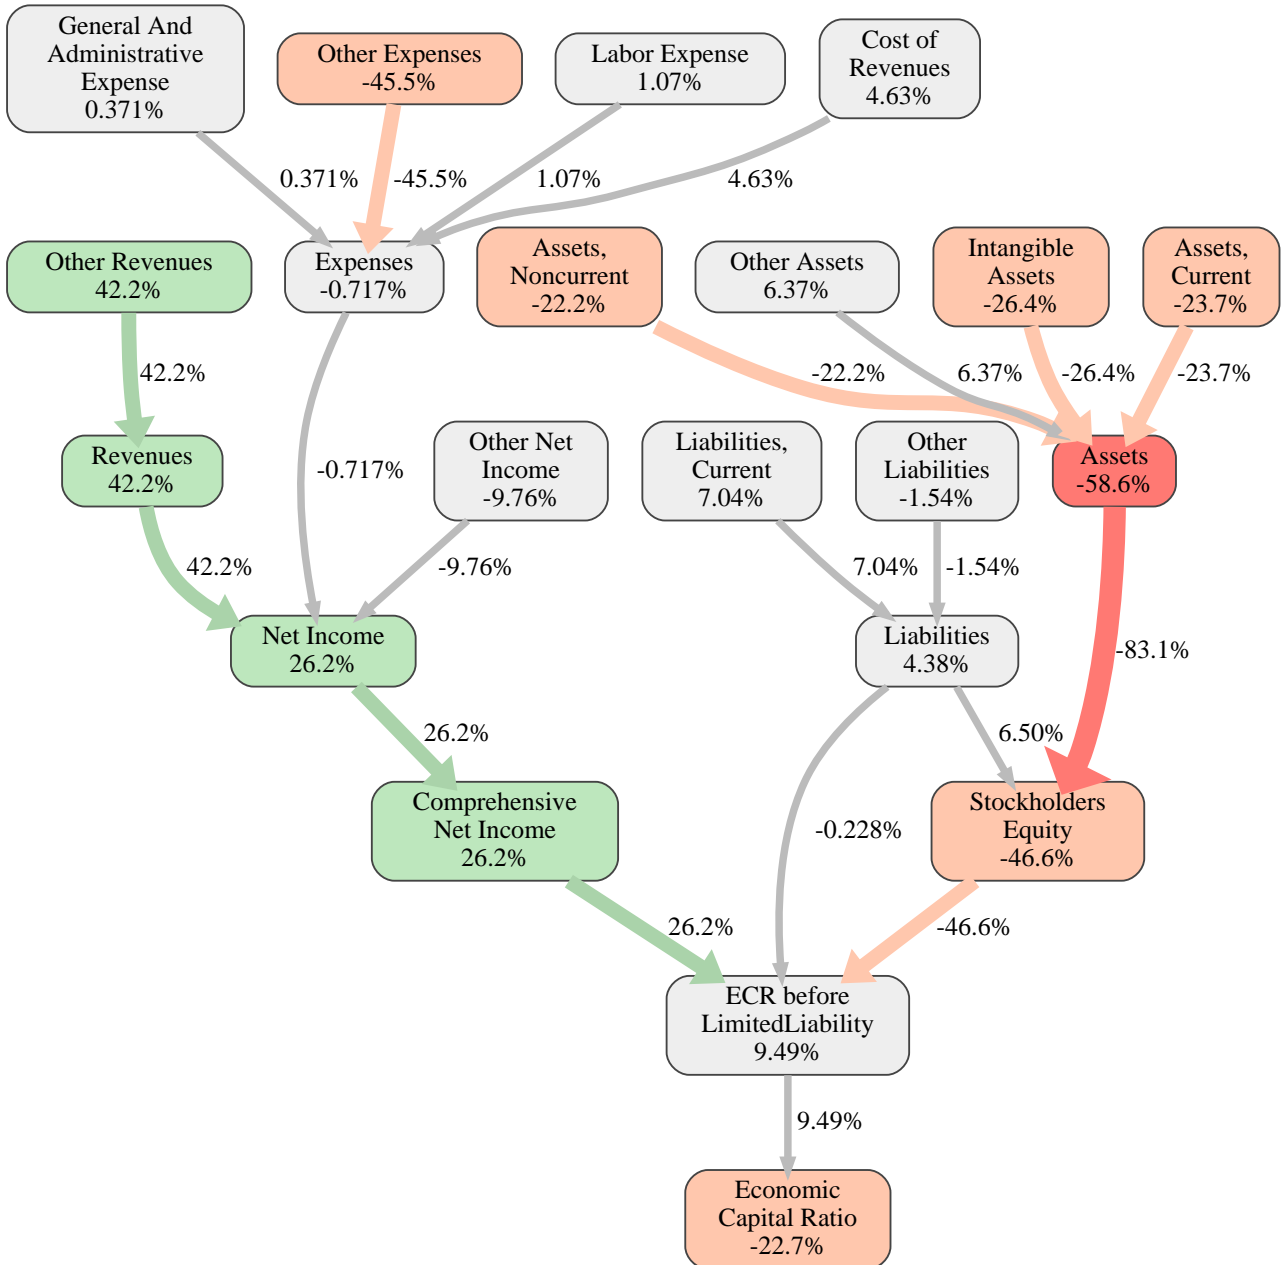 General And
Administrative
Expense
0.371%
Other Expenses
-45.5%
Labor Expense
1.07%
Cost of
Revenues
4.63%
0.371%
-45.5%
1.07%
4.63%
Other Revenues
42.2%
Expenses
-0.717%
Assets,
Noncurrent
-22.2%
Other Assets
6.37%
Intangible
Assets
-26.4%
Assets,
Current
-23.7%
42.2%
-22.2%
6.37%
-26.4%
-23.7%
Revenues
42.2%
-0.717%
Other Net
Income
-9.76%
Liabilities,
Current
7.04%
Other
Liabilities
-1.54%
Assets
-58.6%
42.2%
-9.76%
7.04%
-1.54%
Net Income
26.2%
Liabilities
4.38%
-83.1%
26.2%
6.50%
Comprehensive
Net Income
26.2%
-0.228%
Stockholders
Equity
-46.6%
26.2%
-46.6%
ECR before
LimitedLiability
9.49%
9.49%
Economic
Capital Ratio
-22.7%